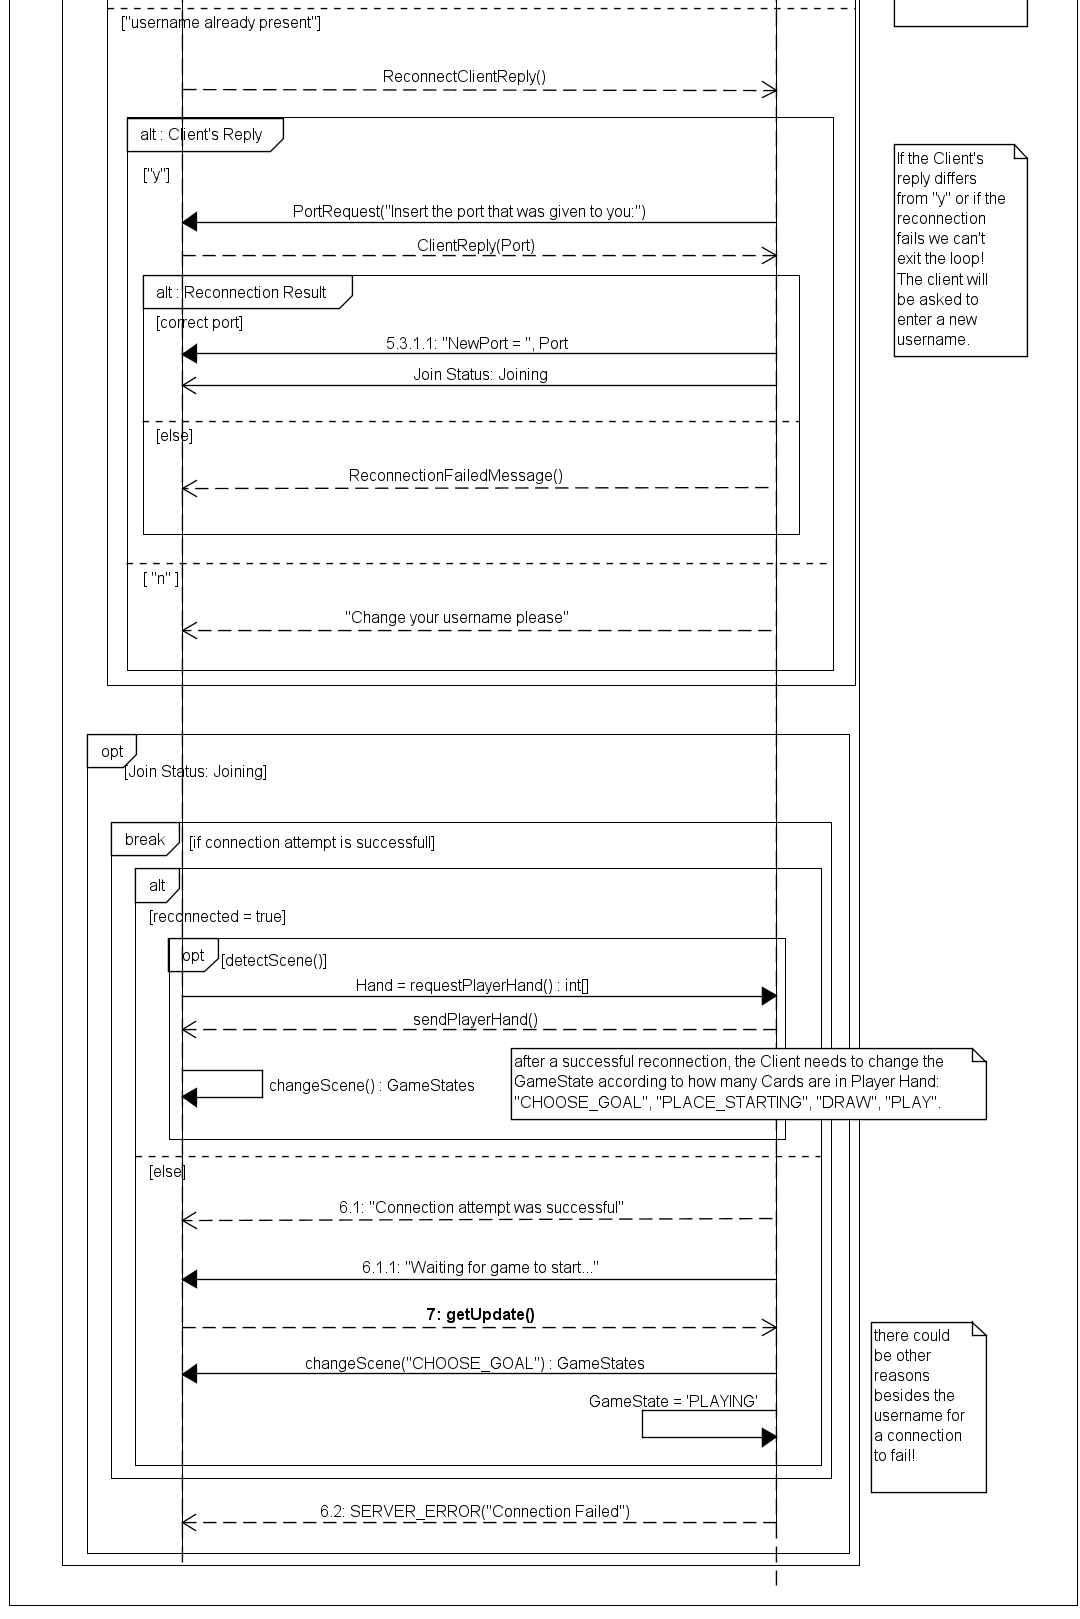 ["username already present"]
ReconnectClientReply()
alt : Client's Reply
["y"]
If the Client's
reply differs
from "y" or if the
reconnection
fails we can't
exit the loop!
The client will
be asked to
enter a new
username.
PortRequest("Insert the port that was given to you:")
ClientReply(Port)
alt : Reconnection Result
[correct port]
5.3.1.1: "NewPort = ", Port
Join Status: Joining
[else]
ReconnectionFailedMessage()
[ "n" ]
"Change your username please"
opt
[Join Status: Joining]
break
[if connection attempt is successfull]
alt
[reconnected = true]
opt
[detectScene()]
Hand = requestPlayerHand() : int[]
sendPlayerHand()
changeScene() : GameStates
after a successful reconnection, the Client needs to change the
GameState according to how many Cards are in Player Hand:
"CHOOSE_GOAL", "PLACE_STARTING", "DRAW", "PLAY".
[else]
6.1: "Connection attempt was successful"
6.1.1: "Waiting for game to start..."
7: getUpdate()
changeScene("CHOOSE_GOAL") : GameStates
GameState = 'PLAYING'
there could
be other
reasons
besides the
username for
a connection
to fail!
6.2: SERVER_ERROR("Connection Failed")